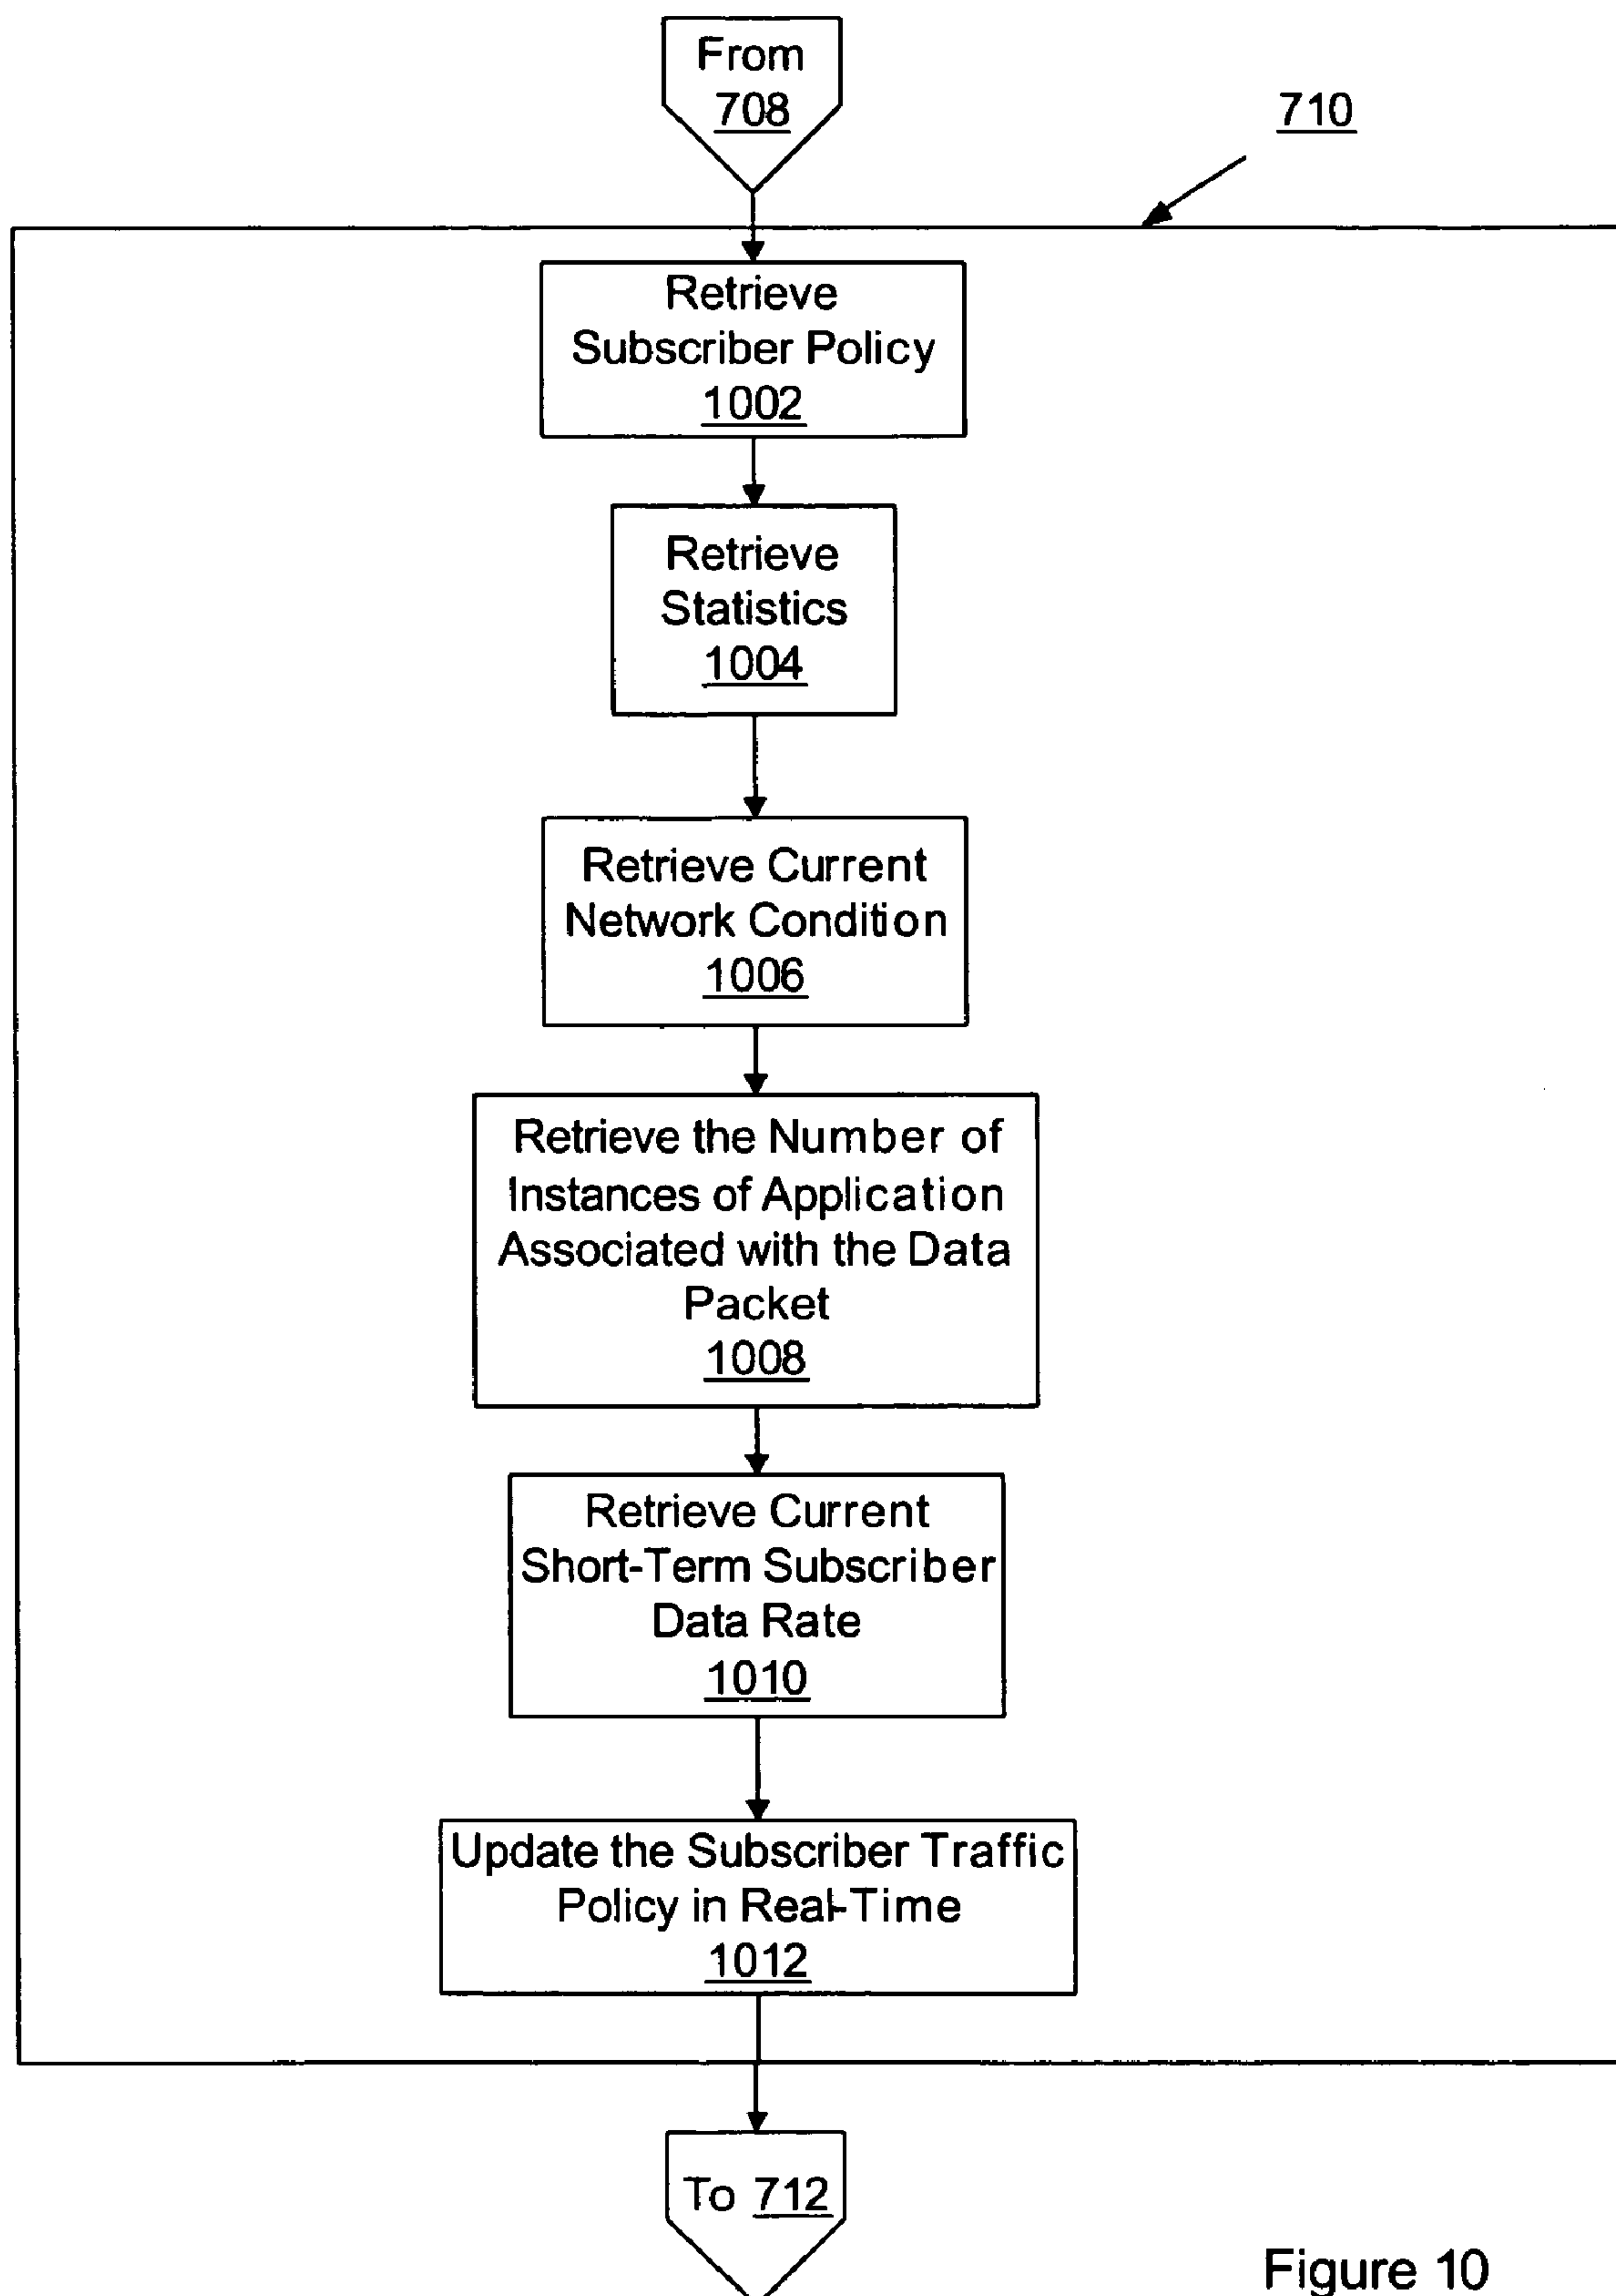 From
708
710
Retrieve
Subscriber Policy
1002
Retrieve
Statistics
1004
Retrieve Current
Network Condition
1006
Retrieve the Number of
Instances of Application
Associated with the Data
Packet
1008
Retrieve Current
Short-Term Subscriber
Data Rate
1010
Update the Subscriber Traffic
Policy in Real-Time
1012
To 712
Figure 10